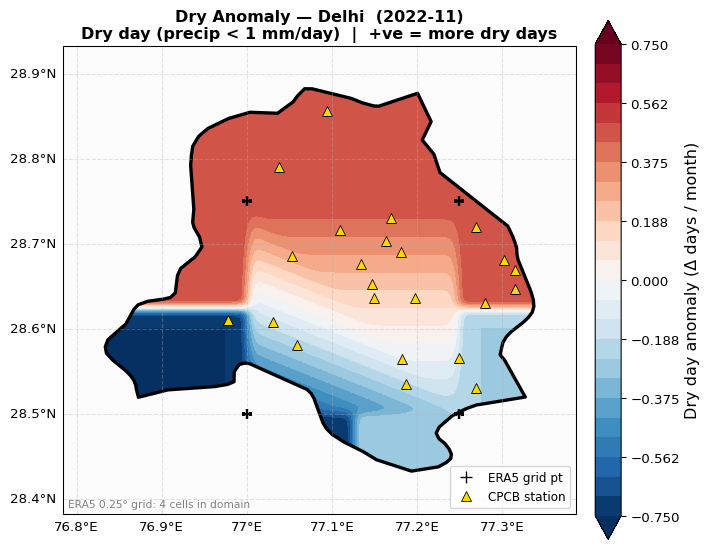 Dry Anomaly — Delhi  (2022-11)
Dry day (precip < 1 mm/day)  |  +ve = more dry days
28.9°N
28.8°N
28.7°N
28.6°N
28.5°N
28.4°N
76.8°E
76.9°E
77°E
77.1°E
77.2°E
77.3°E
ERA5 0.25° grid: 4 cells in domain
ERA5 grid pt
CPCB station
0.750
0.562
0.375
0.188
0.000
−0.188
−0.375
−0.562
−0.750
Dry day anomaly (Δ days / month)